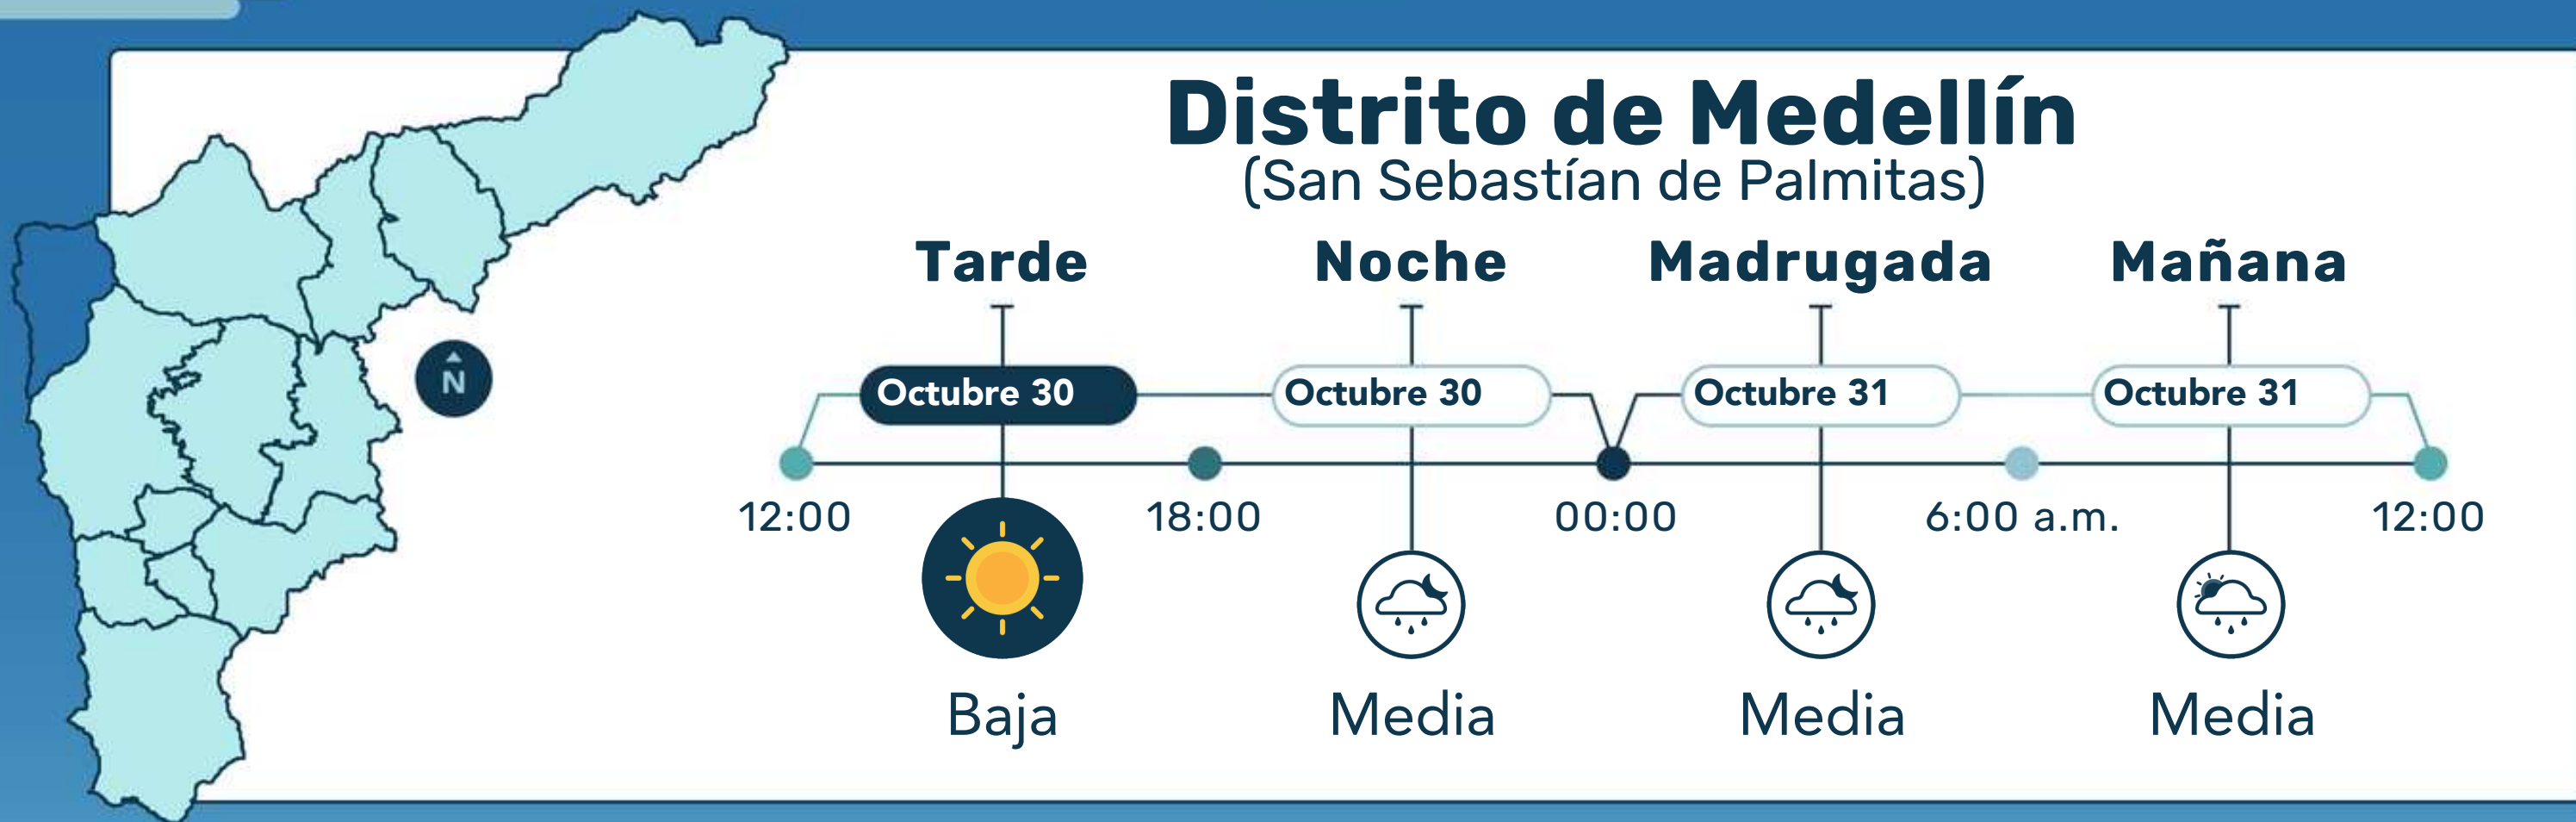 Distrito de Medellín
(San Sebastían de Palmitas)
Tarde Noche Madrugada Mañana
Octubre 30 Octubre 30 Octubre 31 Octubre 31
N
12:00 18:00 00:00 6:00 a.m. 12:00
Baja Media Media Media